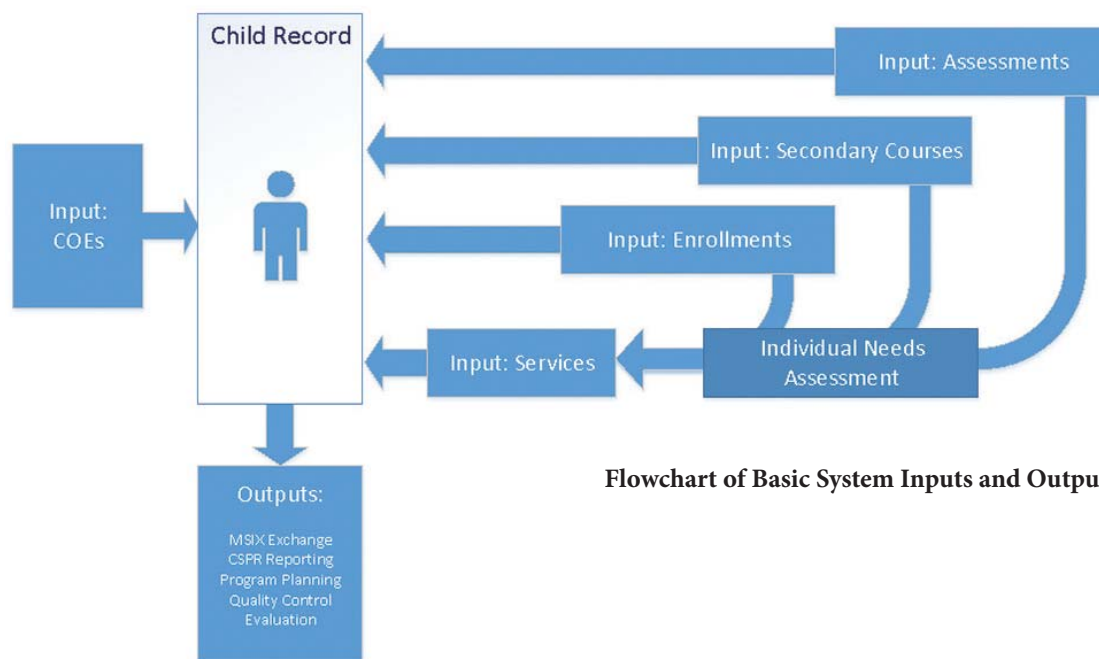 Child Record
Input: Assessments
Input: Secondary Courses
Input:
COEs
Input: Enrollments
Input: Services
Individual Needs
Assessment
Flowchart of Basic System Inputs and Outpu
Outputs:
MSIX Exchange
CSPR Reporting
Program Planning
Quality Control
Evaluation